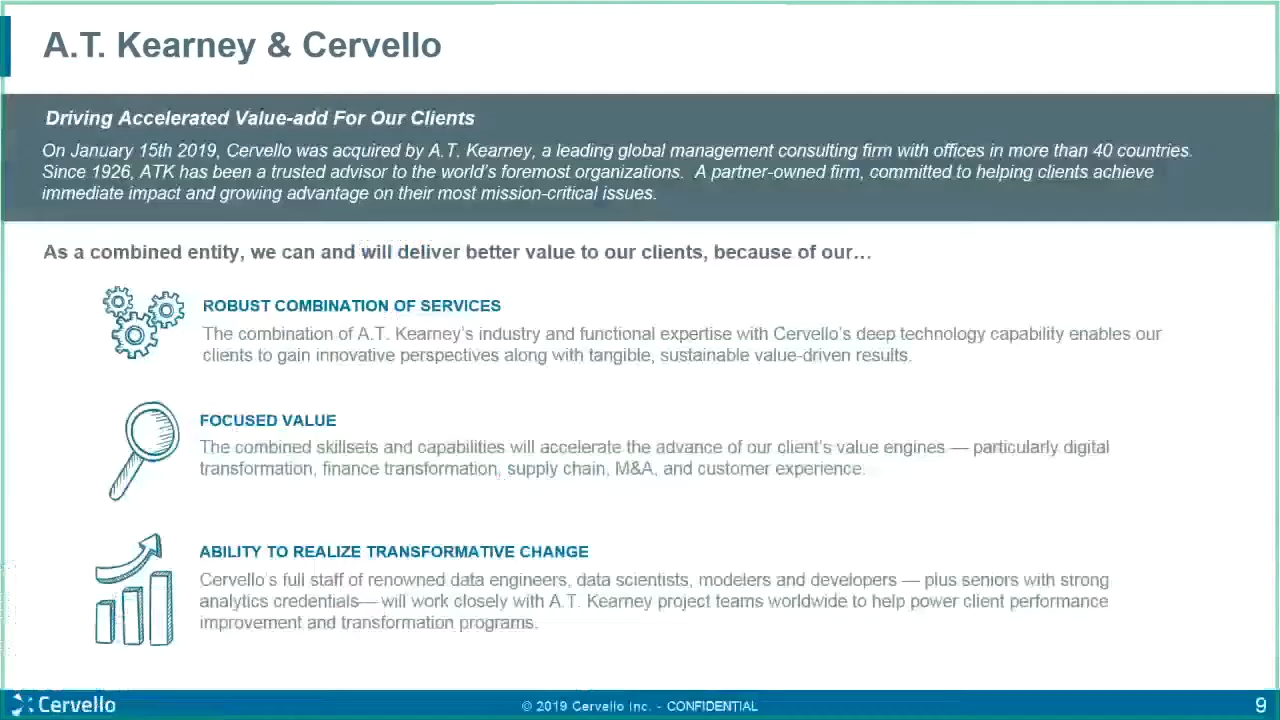 A.T. Kearney & Cervello
Driving Accelerated Value-add For Our Clients
On January 15th 2019, Cervello was acquired by A.T. Kearney, a leading global management consulting firm with offices in more than 40 countries.
Since 1926, ATK has been a trusted advisor to the world's foremost organizations.  A partner-owned firm, committed to helping clients achieve
immediate impact and growing advantage on their most mission-critical issues.
As a combined entity, we can and will deliver better value to our clients, because of our…
ROBUST COMBINATION OF SERVICES
The combination of A.T. Kearney's industry and functional expertise with Cervello's deep technology capability enables our
clients to gain innovative perspectives along with tangible, sustainable value-driven results.
FOCUSED VALUE
The combined skillsets and capabilities will accelerate the advance of our client's value engines — particularly digital
transformation, finance transformation, supply chain, M&A, and customer experience.
ABILITY TO REALIZE TRANSFORMATIVE CHANGE
Cervello's full staff of renowned data engineers, data scientists, modelers and developers — plus seniors with strong
analytics credentials— will work closely with A.T. Kearney project teams worldwide to help power client performance
improvement and transformation programs.
Cervello
© 2019 Cervello Inc. - CONFIDENTIAL
9